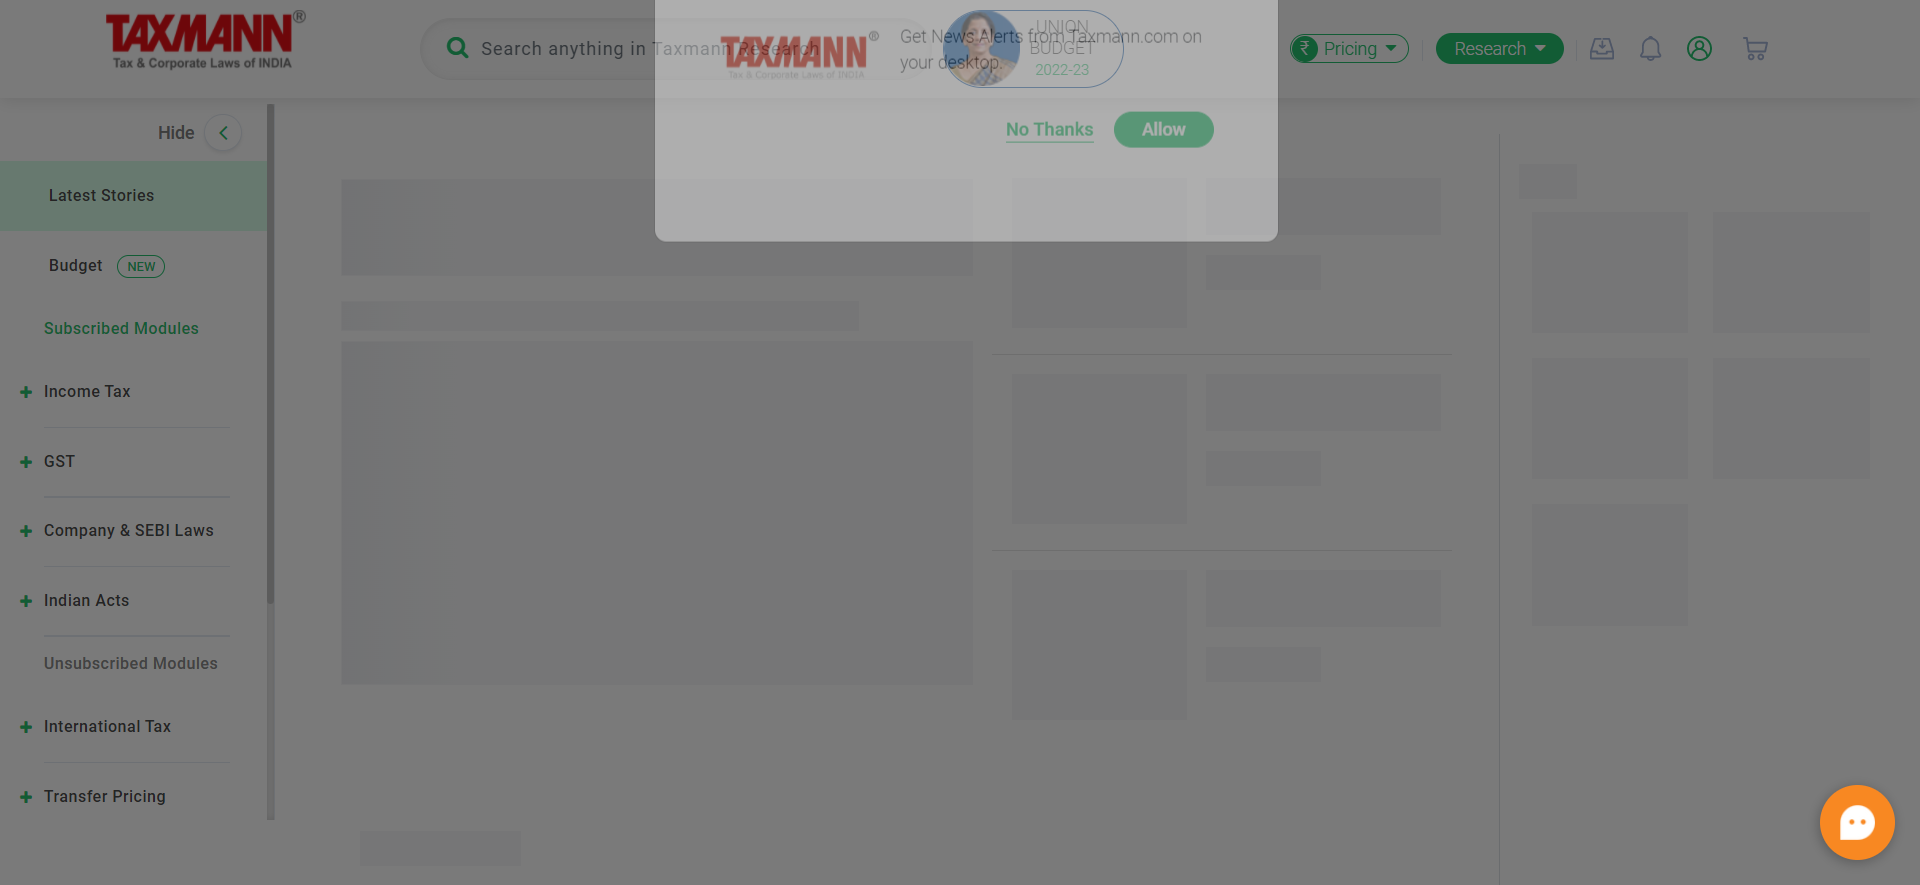 TAXMANN®
Tax & Corporate Laws of INDIA
Search anything in Taxmann Research
TAXMANN®
Tax & Corporate Laws of INDIA
Get News Alerts from Taxmann.com on
your desktop.
UNION
BUDGET
2022-23
No Thanks
Allow
₹ Pricing
Research
Hide
Latest Stories
Budget NEW
Subscribed Modules
Income Tax
GST
Company & SEBI Laws
Indian Acts
Unsubscribed Modules
International Tax
Transfer Pricing